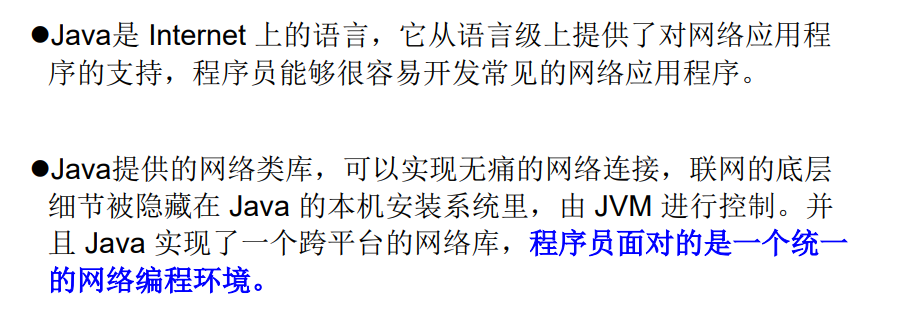 ●Java是 Internet 上的语言，它从语言级上提供了对网络应用程
序的支持，程序员能够很容易开发常见的网络应用程序。
●Java提供的网络类库，可以实现无痛的网络连接，联网的底层
细节被隐藏在 Java 的本机安装系统里，由 JVM 进行控制。并
且 Java 实现了一个跨平台的网络库，程序员面对的是一个统一
的网络编程环境。